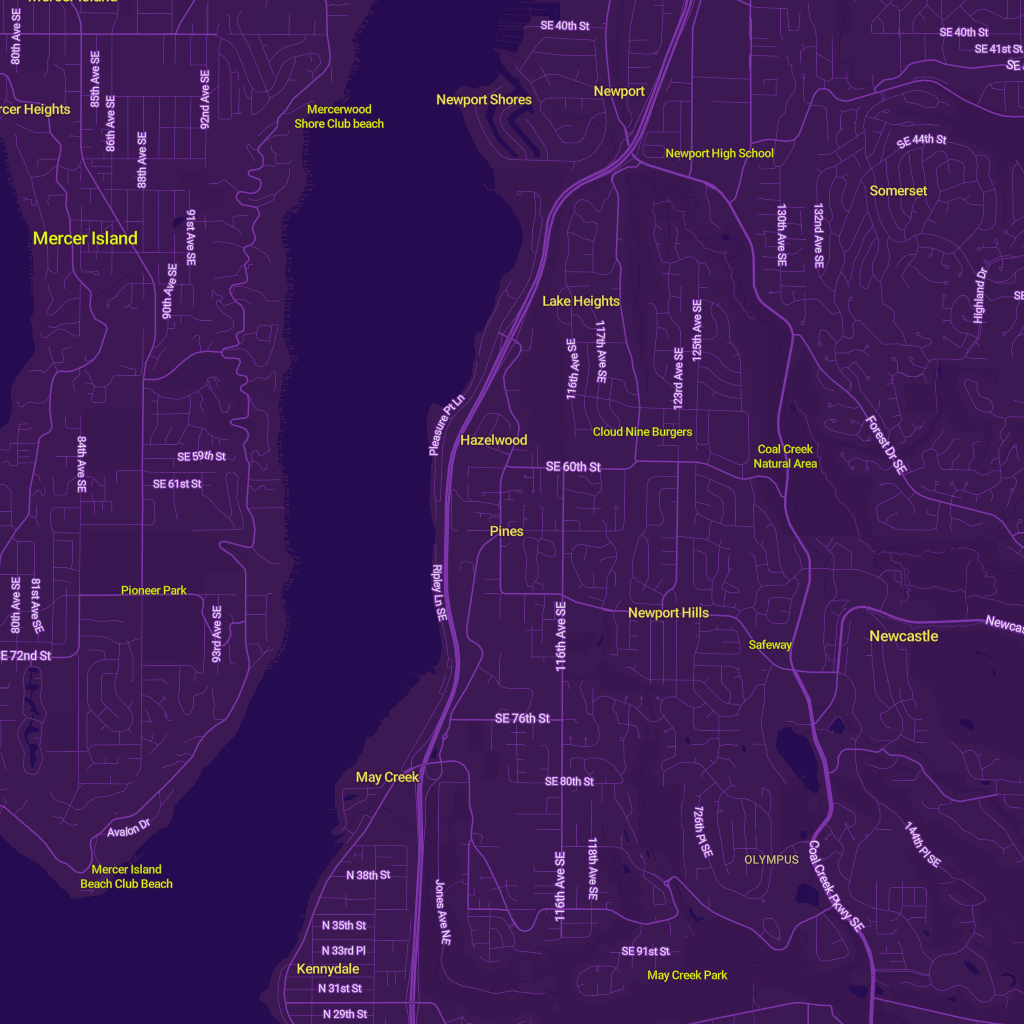 Mercer Island
SE 40th St
SE 40th St
SE 41st St
SE
80th Ave SE
85th Ave SE
92nd Ave SE
Newport
Newport Shores
rcer Heights
86th Ave SE
Mercerwood
Shore Club beach
88th Ave SE
SE 44th St
Newport High School
Somerset
91st Ave SE
130th Ave SE
132nd Ave SE
Mercer Island
90th Ave SE
Highland Dr
SE
Lake Heights
117th Ave SE
125th Ave SE
116th Ave SE
123rd Ave SE
Pleasure Pt Ln
Hazelwood
Cloud Nine Burgers
Forest Dr SE
84th Ave SE
SE 59th St
SE 60th St
Coal Creek
Natural Area
SE 61st St
Pines
80th Ave SE
81st Ave SE
Pioneer Park
Ripley Ln SE
93rd Ave SE
116th Ave SE
Newport Hills
Newcas
Newcastle
Safeway
E 72nd St
SE 76th St
May Creek
SE 80th St
Avalon Dr
726th Pl SE
144th Pl SE
Mercer Island
Beach Club Beach
N 38th St
118th Ave SE
116th Ave SE
OLYMPUS
Coal Creek Pkwy SE
Jones Ave NE
N 35th St
N 33rd Pl
SE 91st St
Kennydale
May Creek Park
N 31st St
N 29th St